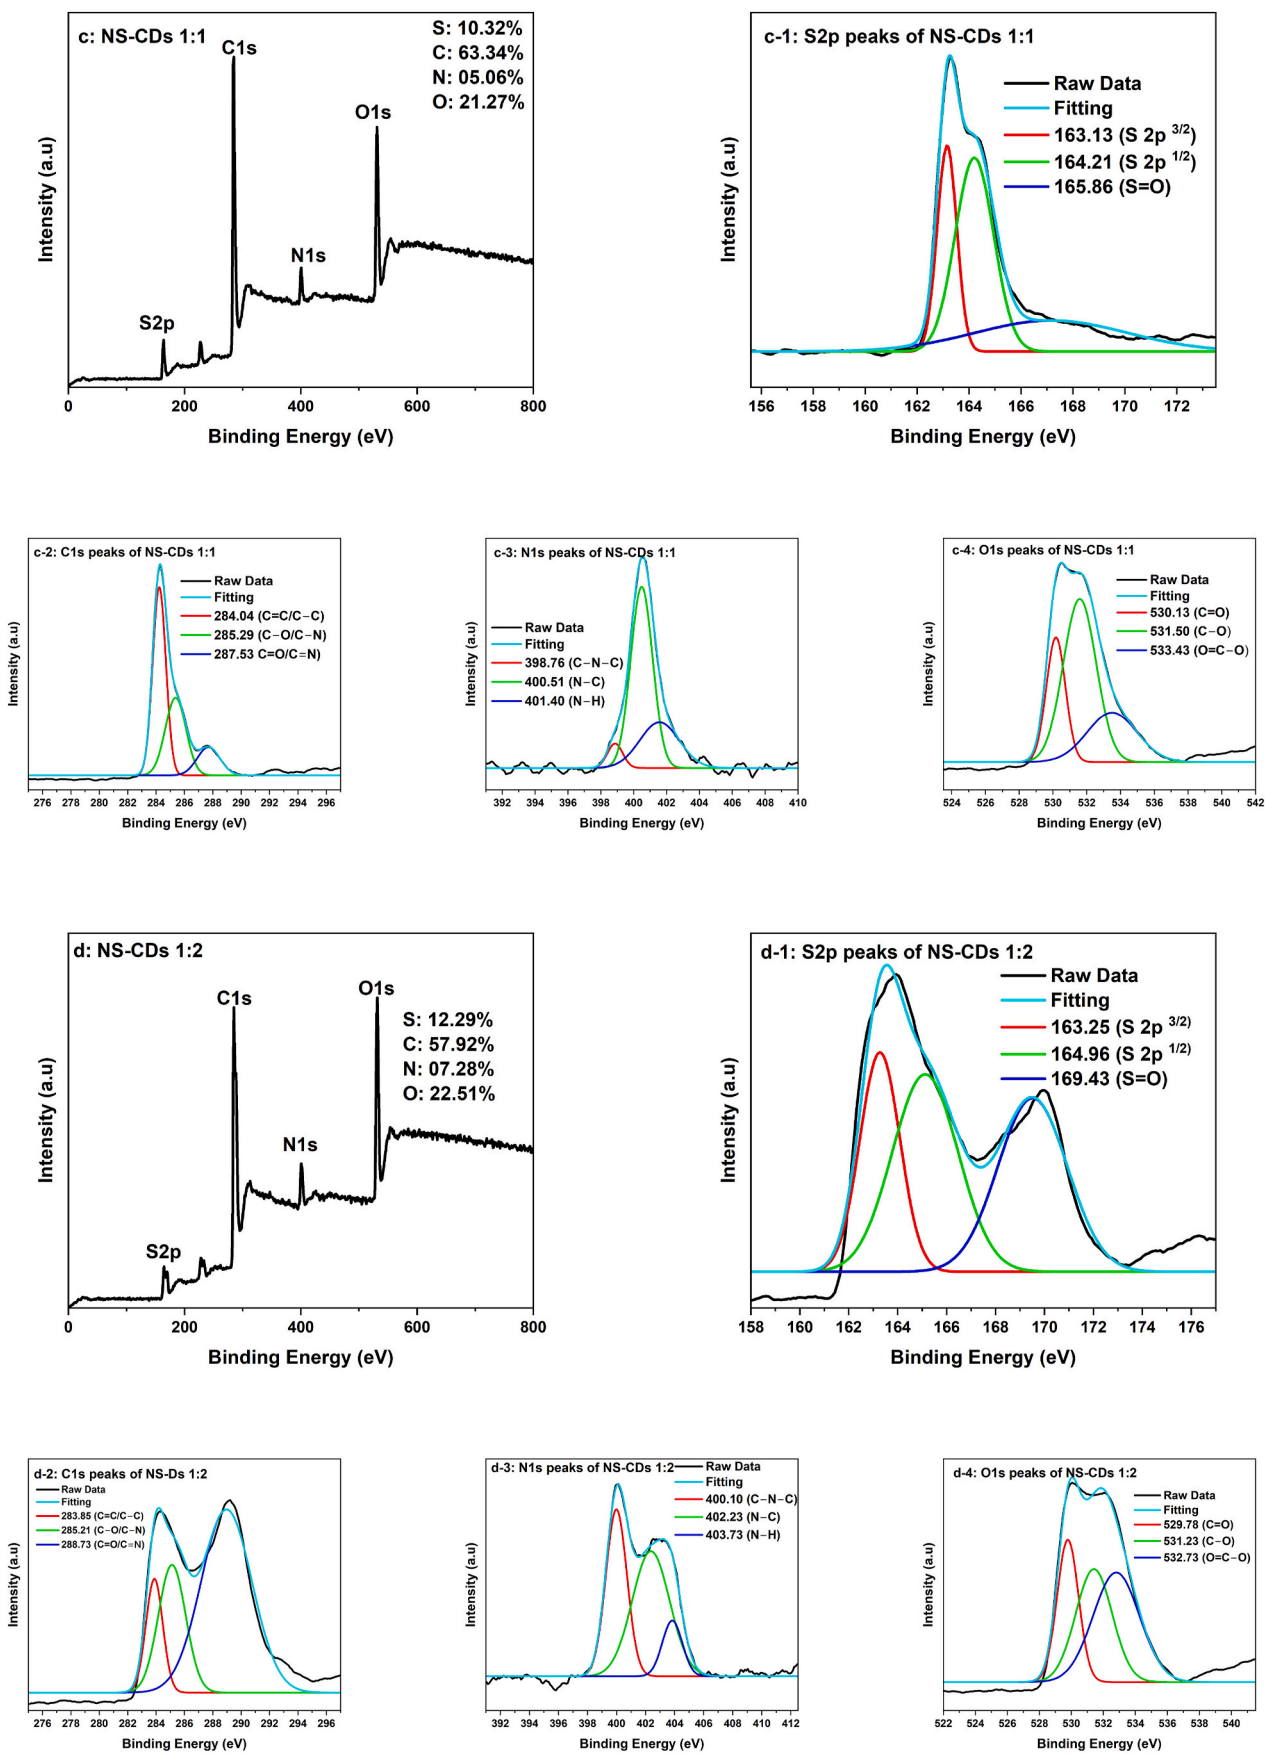 c: NS-CDs 1:1
S: 10.32%
C: 63.34%
N: 05.06%
O: 21.27%
C1s
O1s
N1s
S2p
Intensity (a.u)
0 200 400 600 800
Binding Energy (eV)
c-1: S2p peaks of NS-CDs 1:1
Raw Data
Fitting
163.13 (S 2p 3/2)
164.21 (S 2p 1/2)
165.86 (S=O)
Intensity (a.u)
156 158 160 162 164 166 168 170 172
Binding Energy (eV)
c-2: C1s peaks of NS-CDs 1:1
Raw Data
Fitting
284.04 (C=C/C−C)
285.29 (C−O/C−N)
287.53 C=O/C=N)
Intensity (a.u)
276 278 280 282 284 286 288 290 292 294 296
Binding Energy (eV)
c-3: N1s peaks of NS-CDs 1:1
Raw Data
Fitting
398.76 (C−N−C)
400.51 (N−C)
401.40 (N−H)
Intensity (a.u)
392 394 396 398 400 402 404 406 408 410
Binding Energy (eV)
c-4: O1s peaks of NS-CDs 1:1
Raw Data
Fitting
530.13 (C=O)
531.50 (C−O)
533.43 (O=C−O)
Intensity (a.u)
524 526 528 530 532 534 536 538 540 542
Binding Energy (eV)
d: NS-CDs 1:2
C1s
O1s
S: 12.29%
C: 57.92%
N: 07.28%
O: 22.51%
N1s
S2p
Intensity (a.u)
0 200 400 600 800
Binding Energy (eV)
d-1: S2p peaks of NS-CDs 1:2
Raw Data
Fitting
163.25 (S 2p 3/2)
164.96 (S 2p 1/2)
169.43 (S=O)
Intensity (a.u)
158 160 162 164 166 168 170 172 174 176
Binding Energy (eV)
d-2: C1s peaks of NS-Ds 1:2
Raw Data
Fitting
283.85 (C=C/C−C)
285.21 (C−O/C−N)
288.73 (C=O/C=N)
Intensity (a.u)
276 278 280 282 284 286 288 290 292 294 296
Binding Energy (eV)
d-3: N1s peaks of NS-CDs 1:2
Raw Data
Fitting
400.10 (C−N−C)
402.23 (N−C)
403.73 (N−H)
Intensity (a.u)
392 394 396 398 400 402 404 406 408 410 412
Binding Energy (eV)
d-4: O1s peaks of NS-CDs 1:2
Raw Data
Fitting
529.78 (C=O)
531.23 (C−O)
532.73 (O=C−O)
Intensity (a.u)
522 524 526 528 530 532 534 536 538 540
Binding Energy (eV)